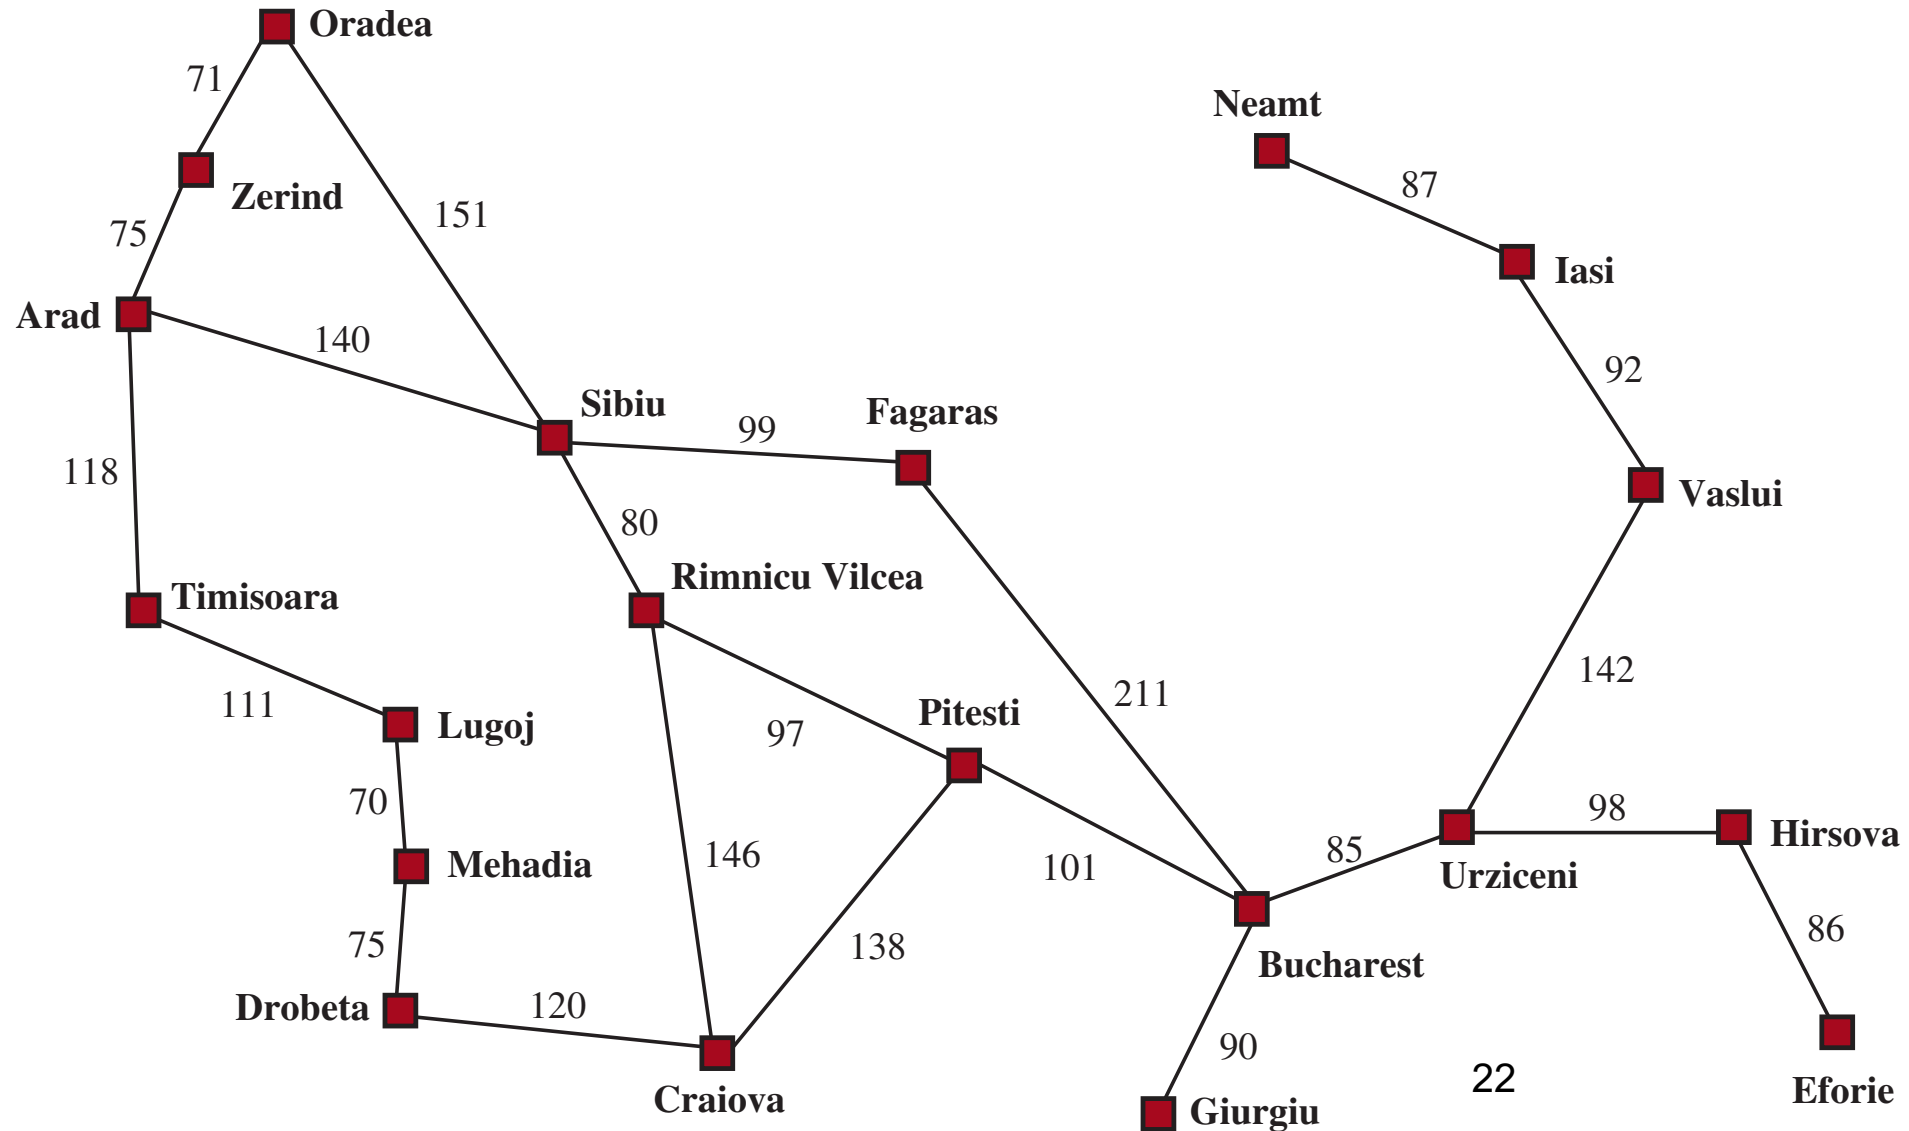 Oradea
71
Neamt
87
Zerind
151
75
Iasi
Arad
140
92
Sibiu
Fagaras
99
118
Vaslui
80
Rimnicu Vilcea
Timisoara
142
211
111
Lugoj
Pitesti
97
70
98
Hirsova
Mehadia
146
101
85
Urziceni
75
138
86
Bucharest
Drobeta
120
90
22
Craiova
Giurgiu
Eforie